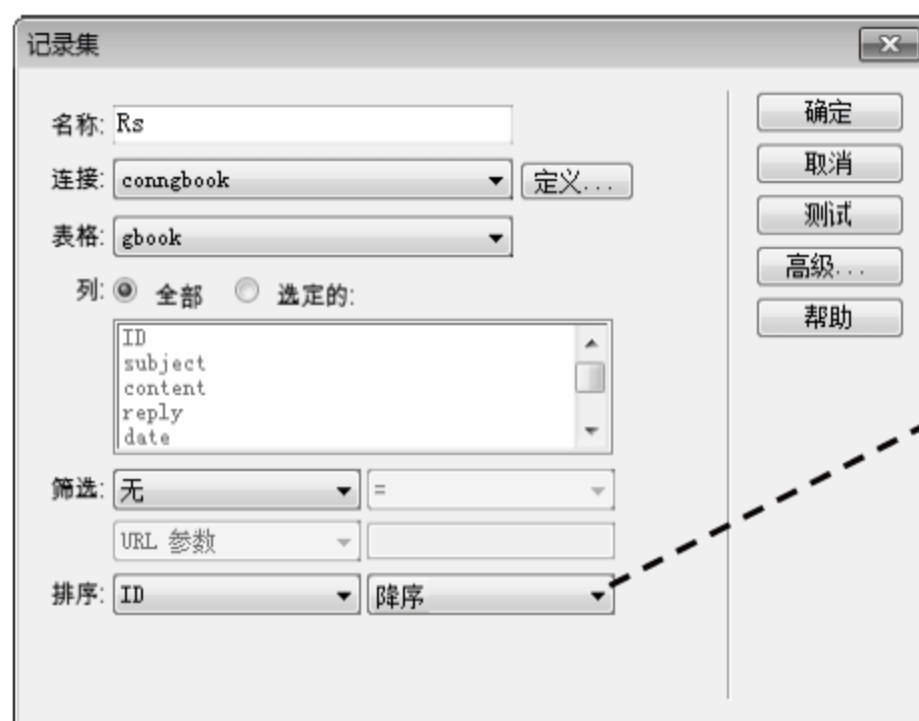 记录集
名称: Rs
连接: conngbook 定义...
表格: gbook
列: 全部 选定的:
ID
subject
content
reply
date
筛选: 无 =
URL 参数
排序: ID 降序
确定
取消
测试
高级...
帮助